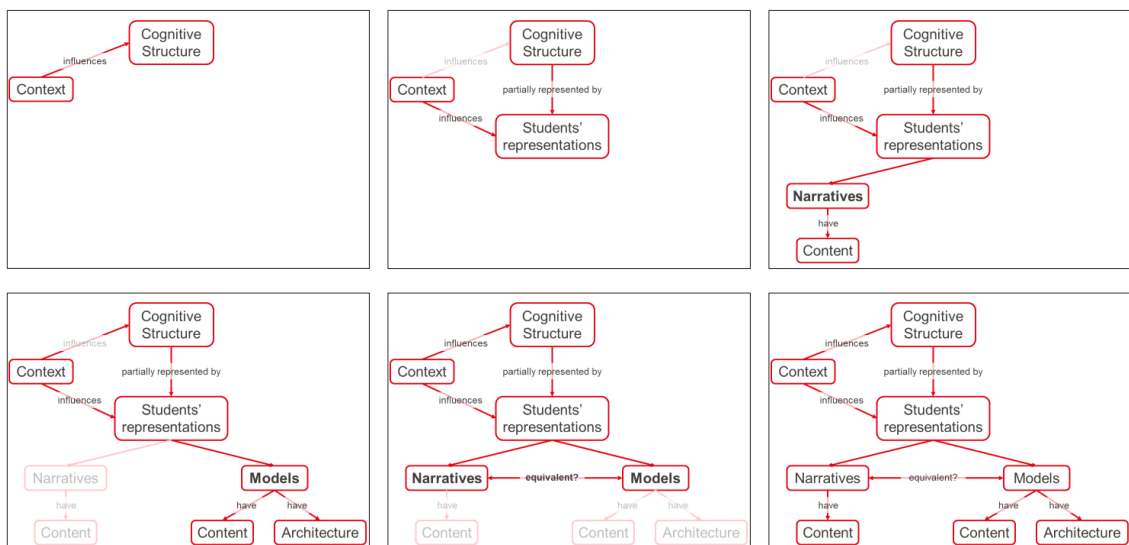 Cognitive
Structure
influences
Context
Cognitive
Structure
influences
Context
partially represented by
influences
Students’
representations
Cognitive
Structure
influences
Context
partially represented by
influences
Students’
representations
Narratives
have
Content
Cognitive
Structure
influences
Context
partially represented by
influences
Students’
representations
Narratives
Models
have
have
have
Content
Content
Architecture
Cognitive
Structure
influences
Context
partially represented by
influences
Students’
representations
Narratives
equivalent?
Models
have
have
have
Content
Content
Architecture
Cognitive
Structure
influences
Context
partially represented by
influences
Students’
representations
Narratives
equivalent?
Models
have
have
have
Content
Content
Architecture